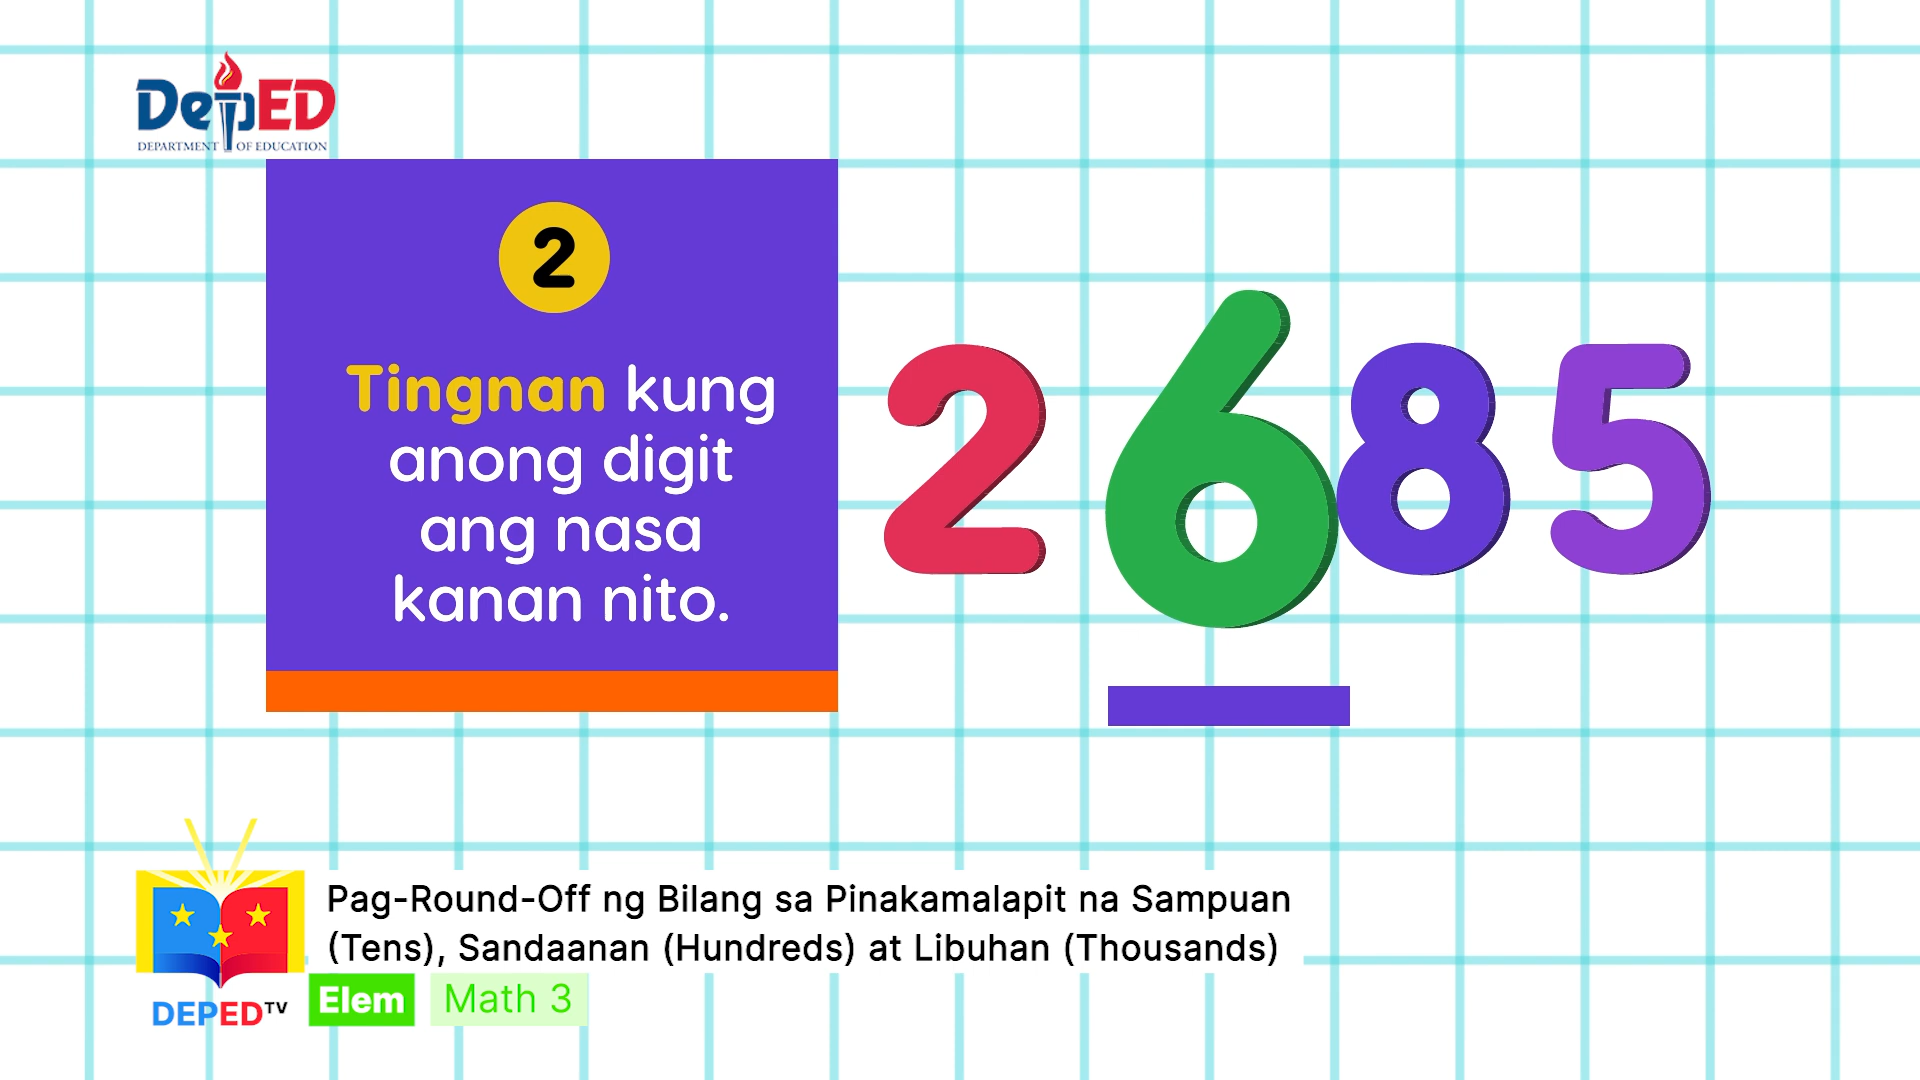 DepED
DEPARTMENT OF EDUCATION
2
Tingnan kung
anong digit
ang nasa
kanan nito.
2685
Pag-Round-Off ng Bilang sa Pinakamalapit na Sampuan
(Tens), Sandaanan (Hundreds) at Libuhan (Thousands)
DEPED TV
Elem Math 3